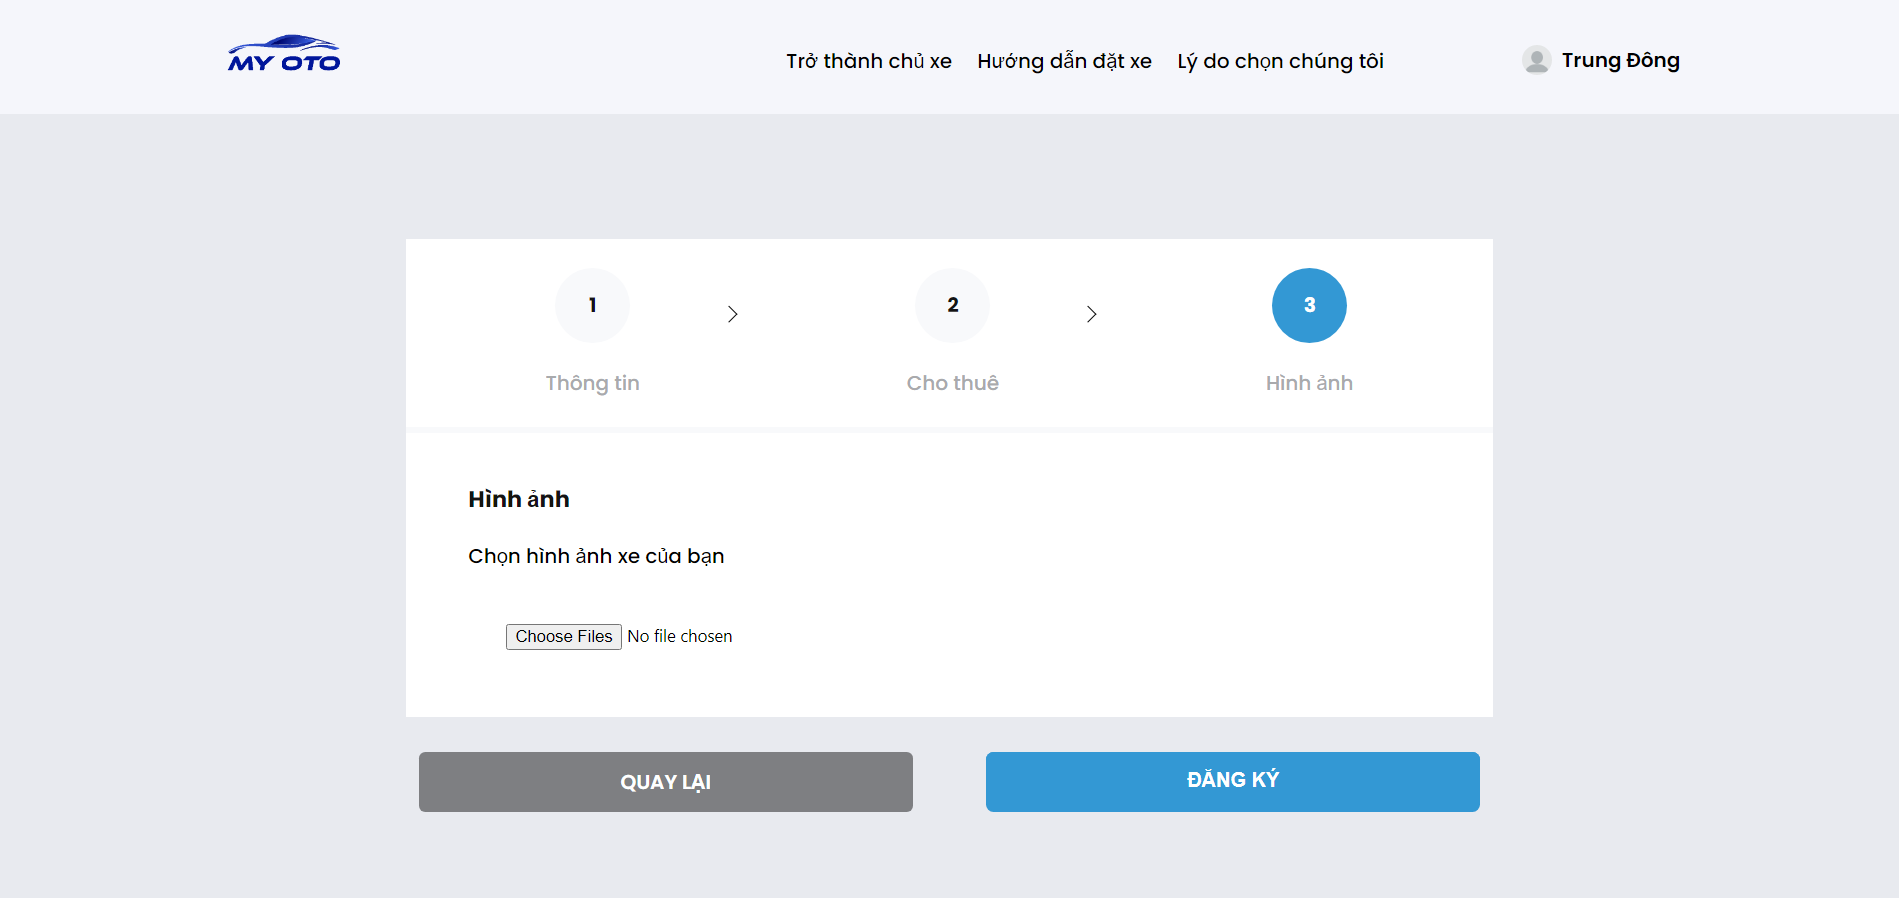 MY OTO
Trở thành chủ xe Hướng dẫn đặt xe Lý do chọn chúng tôi Trung Đông
1 2 3
Thông tin Cho thuê Hình ảnh
Hình ảnh
Chọn hình ảnh xe của bạn
Choose Files No file chosen
QUAY LẠI ĐĂNG KÝ